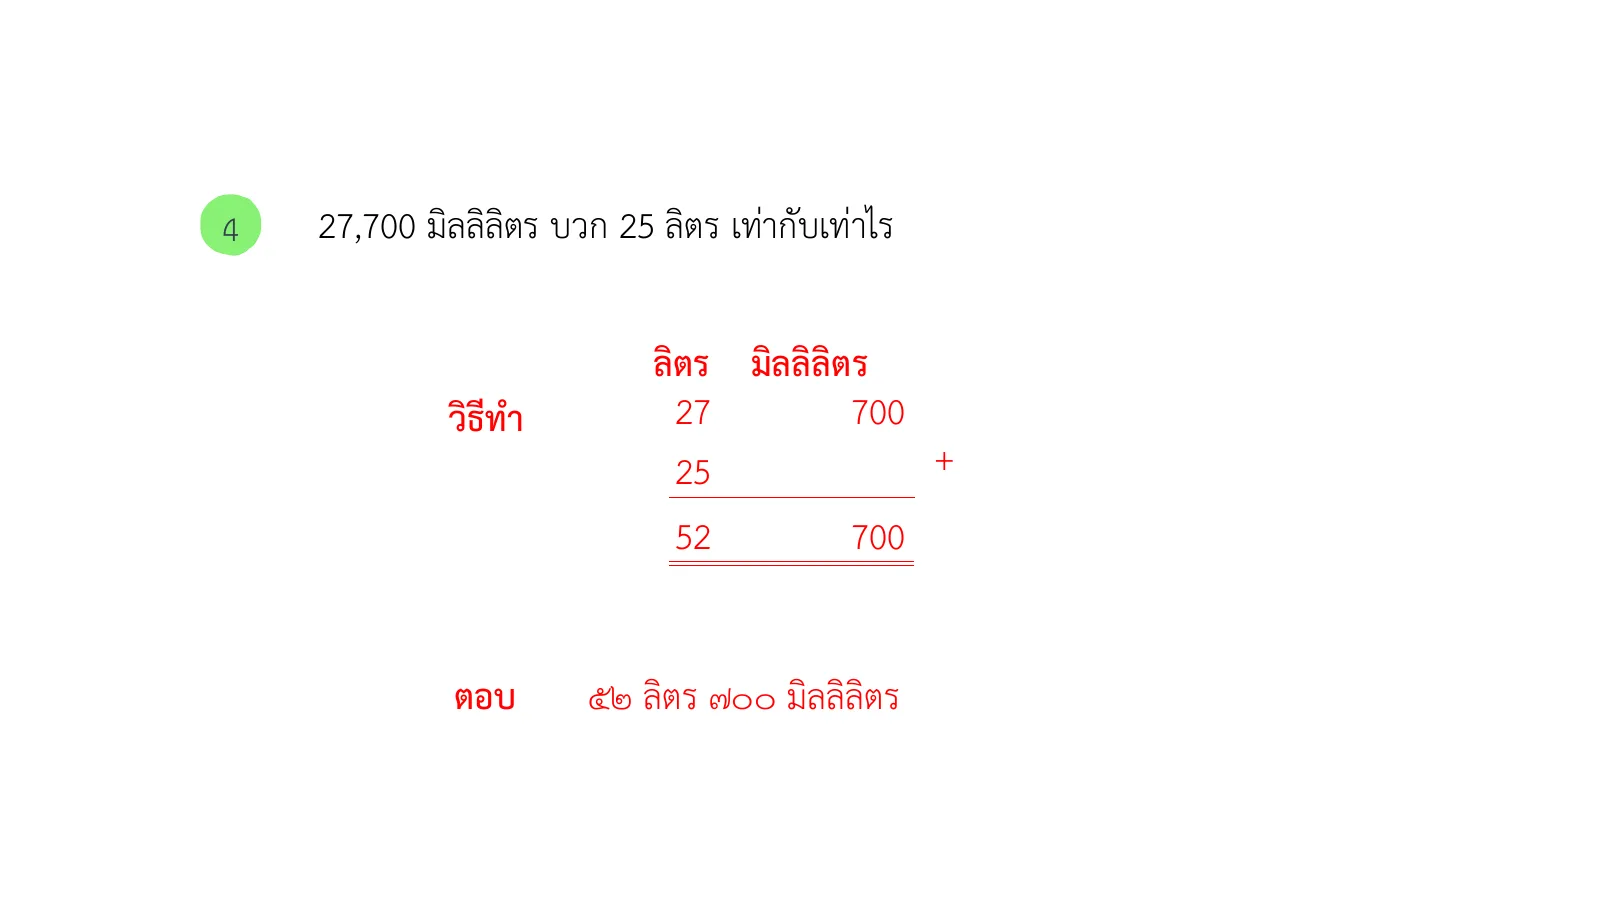 4 27,700 มิลลิลิตร บวก 25 ลิตร เท่ากับเท่าไร
ลิตร มิลลิลิตร
วิธีทำ 27 700
+
25
52 700
ตอบ ๕๒ ลิตร ๗๐๐ มิลลิลิตร